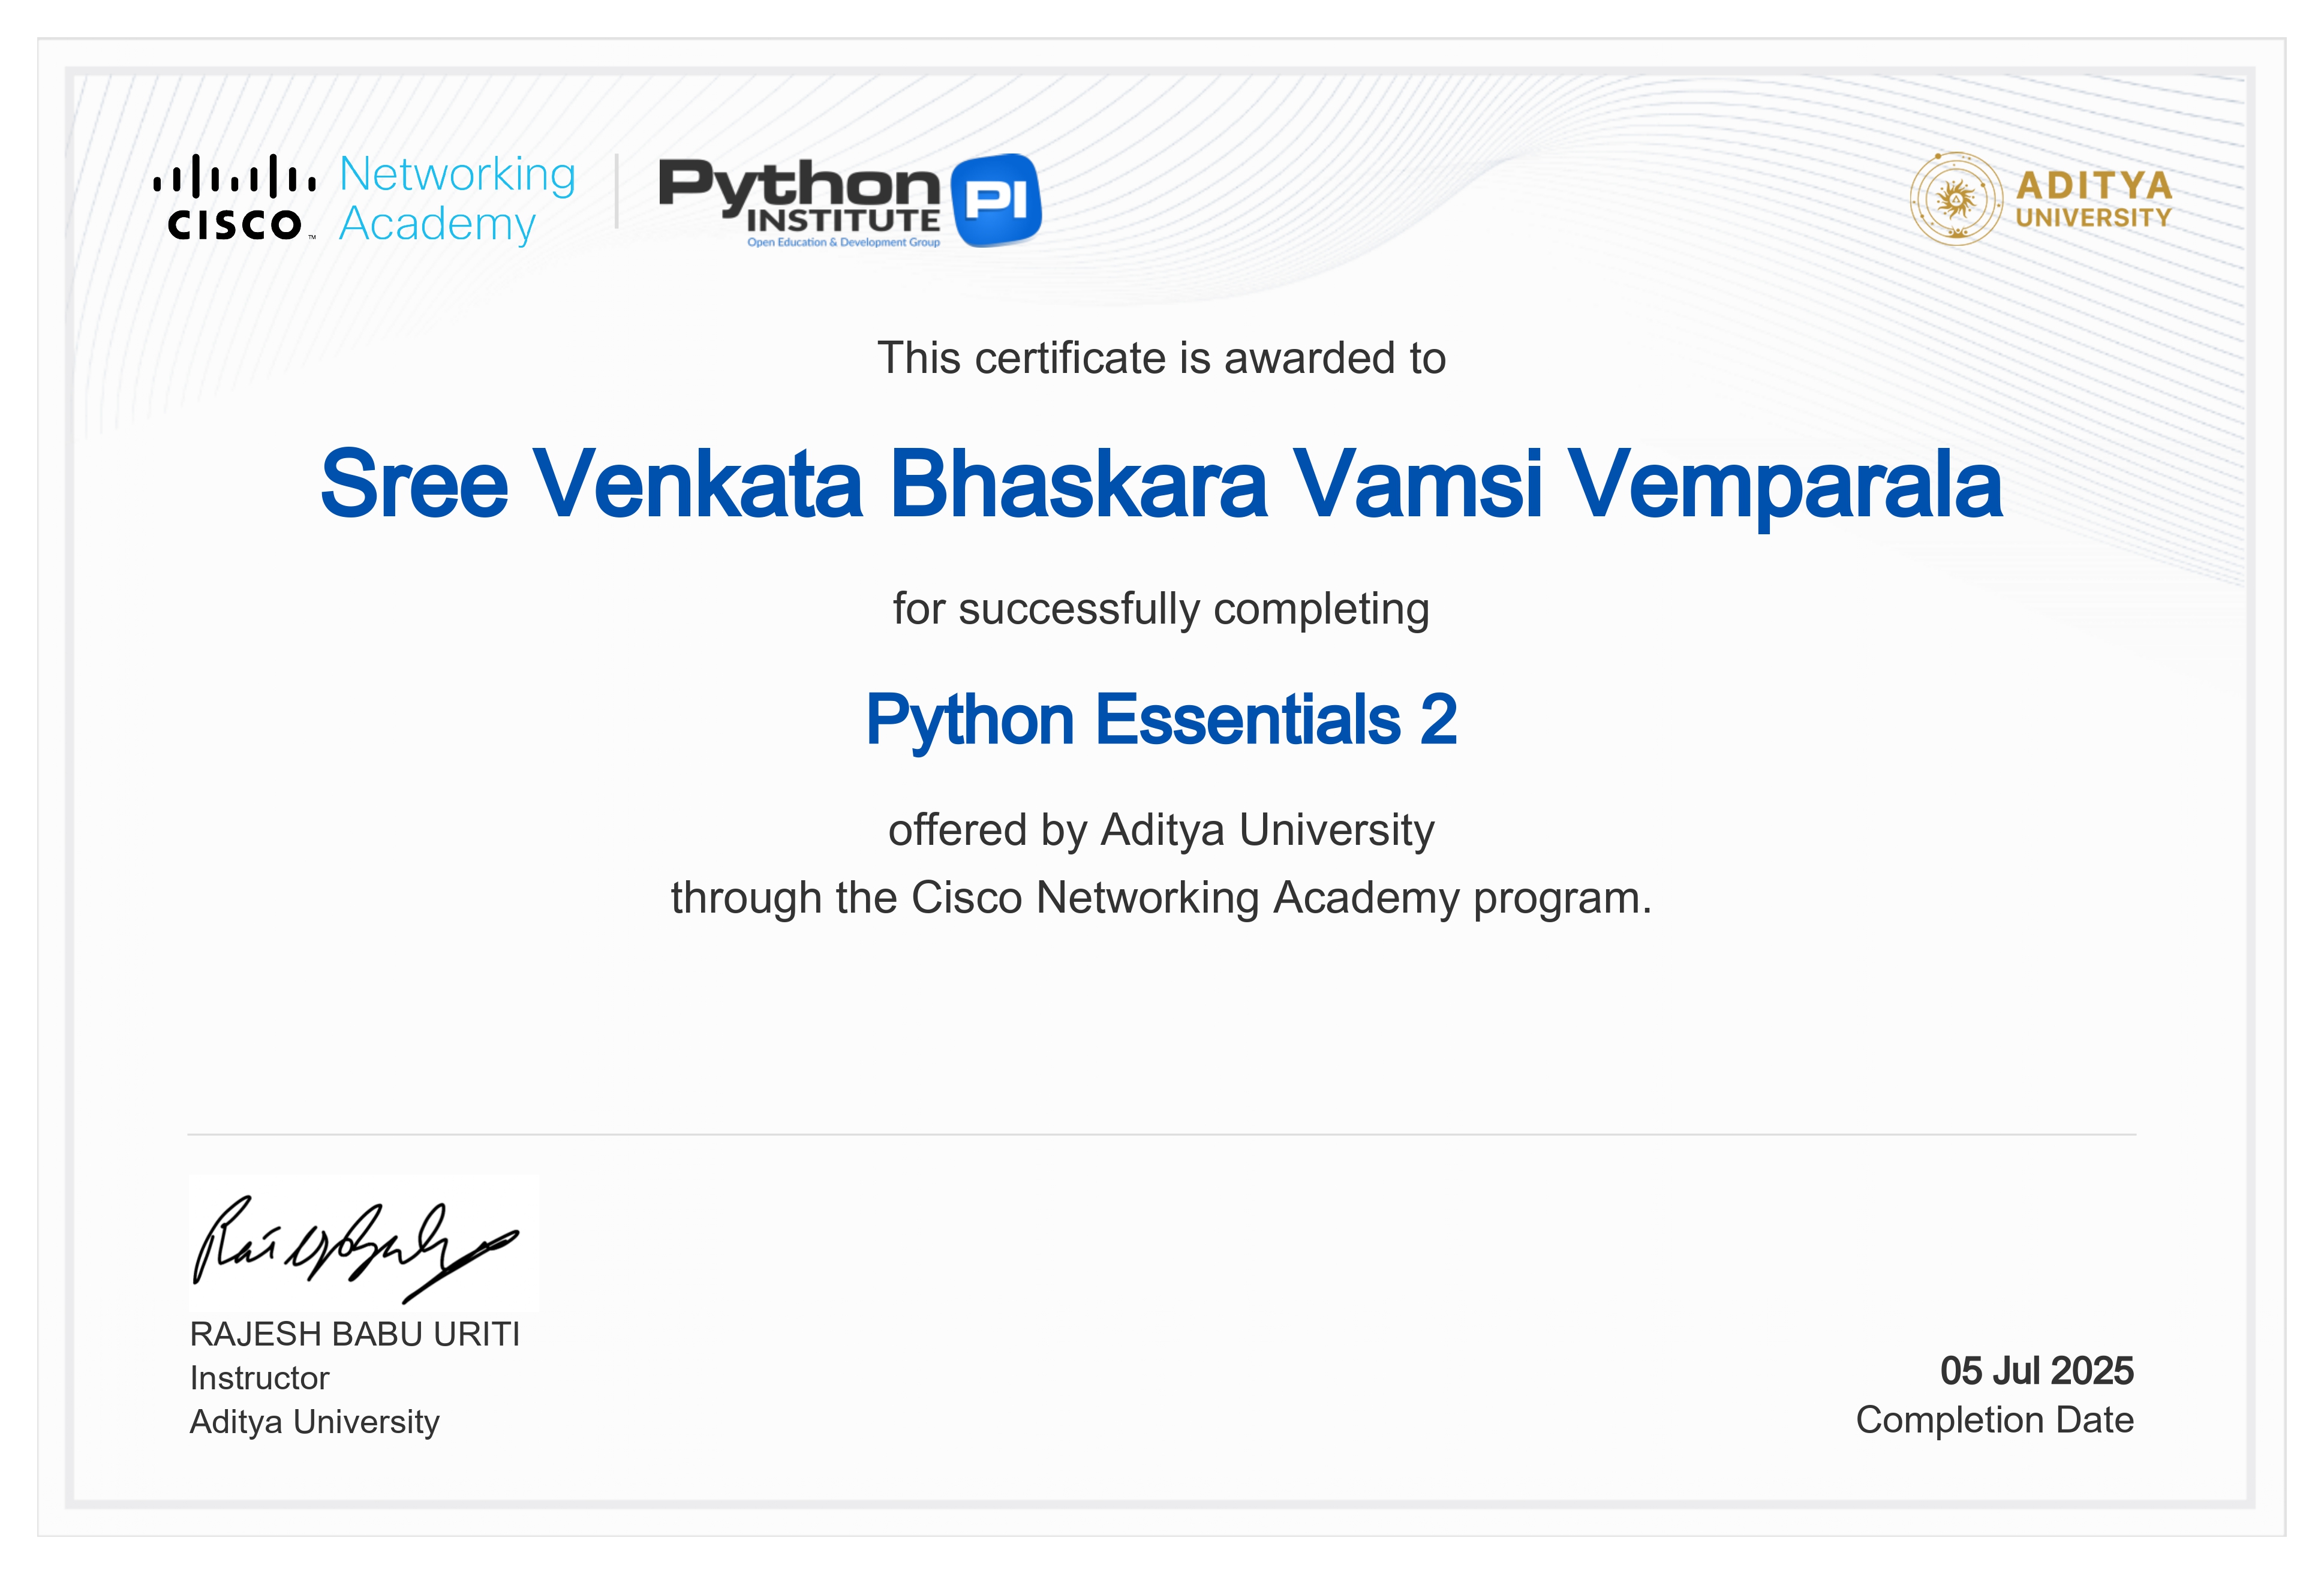 CISCO™ Networking Academy
Python INSTITUTE PI
Open Education & Development Group
ADITYA UNIVERSITY
This certificate is awarded to
Sree Venkata Bhaskara Vamsi Vemparala
for successfully completing
Python Essentials 2
offered by Aditya University
through the Cisco Networking Academy program.
RAJESH BABU URITI
Instructor
Aditya University
05 Jul 2025
Completion Date